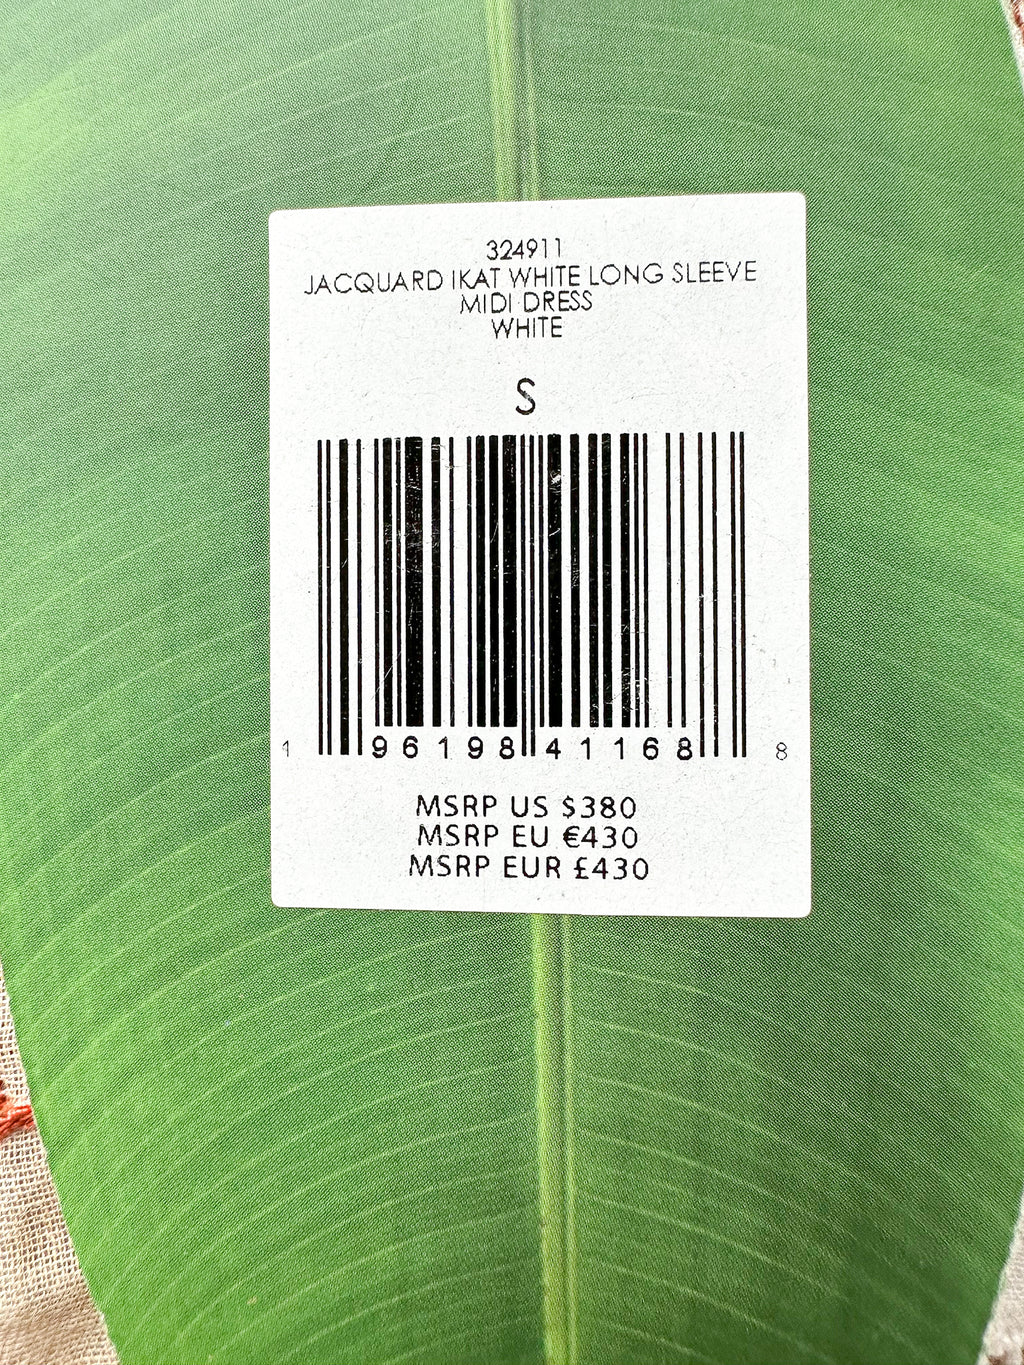 324911
JACQUARD IKAT WHITE LONG SLEEVE
MIDI DRESS
WHITE
S
1 96198 41168 8
MSRP US $380
MSRP EU €430
MSRP EUR £430